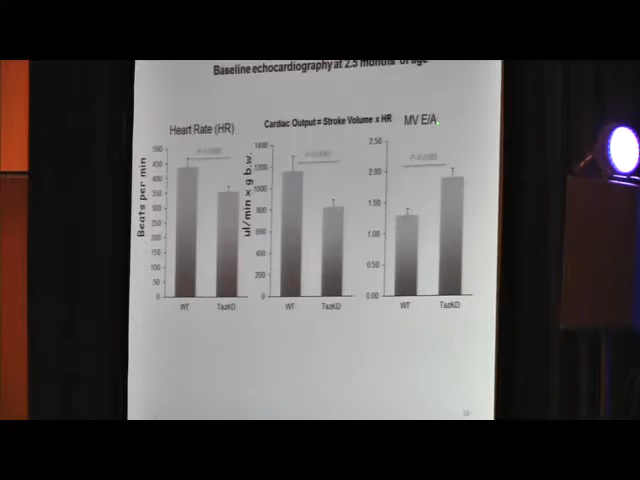 Baseline echocardiography at 2.5 months of age
Heart Rate (HR)
Cardiac Output = Stroke Volume x HR
MV E/A
Beats per min
500
450
400
350
300
250
200
150
100
50
0
WT
TazKD
ul/min x g b.w.
1400
1200
1000
800
600
400
200
0
WT
TazKD
2.50
2.00
1.50
1.00
0.50
0.00
WT
TazKD